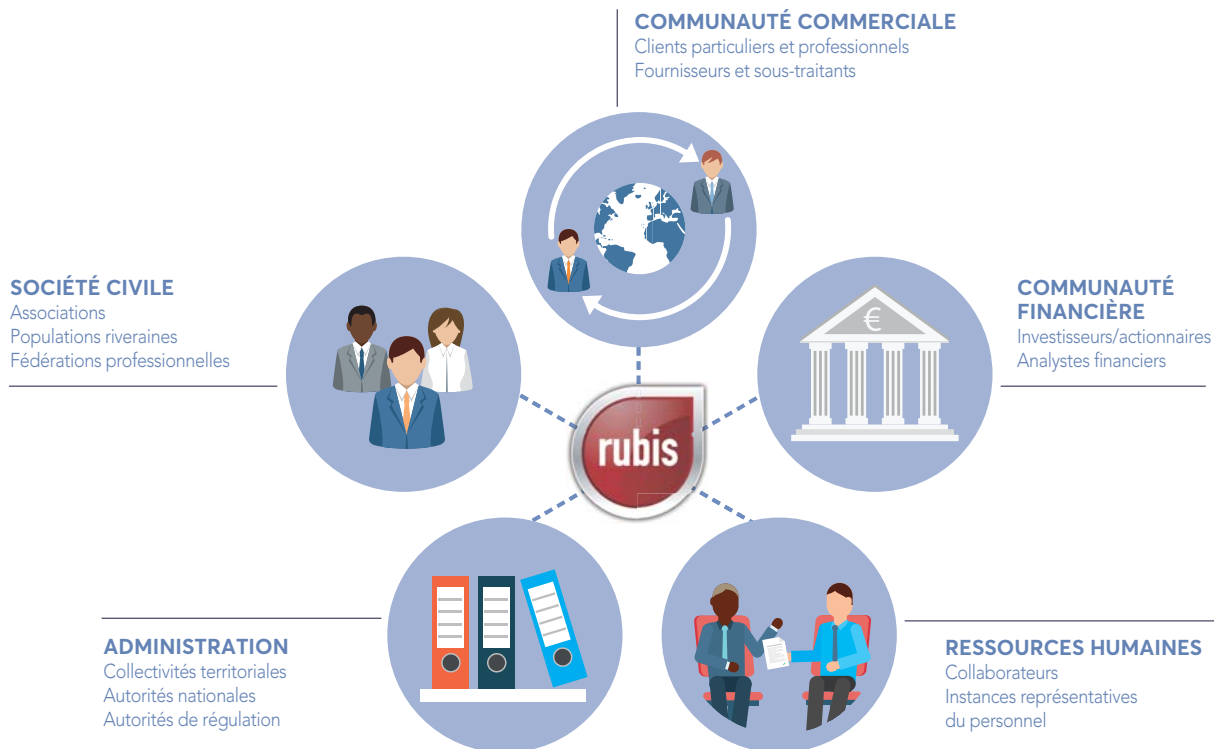 COMMUNAUTÉ COMMERCIALE
Clients particuliers et professionnels
Fournisseurs et sous-traitants
SOCIÉTÉ CIVILE
Associations
Populations riveraines
Fédérations professionnelles
COMMUNAUTÉ
FINANCIÈRE
Investisseurs/actionnaires
Analystes financiers
€
rubis
ADMINISTRATION
Collectivités territoriales
Autorités nationales
Autorités de régulation
RESSOURCES HUMAINES
Collaborateurs
Instances représentatives
du personnel